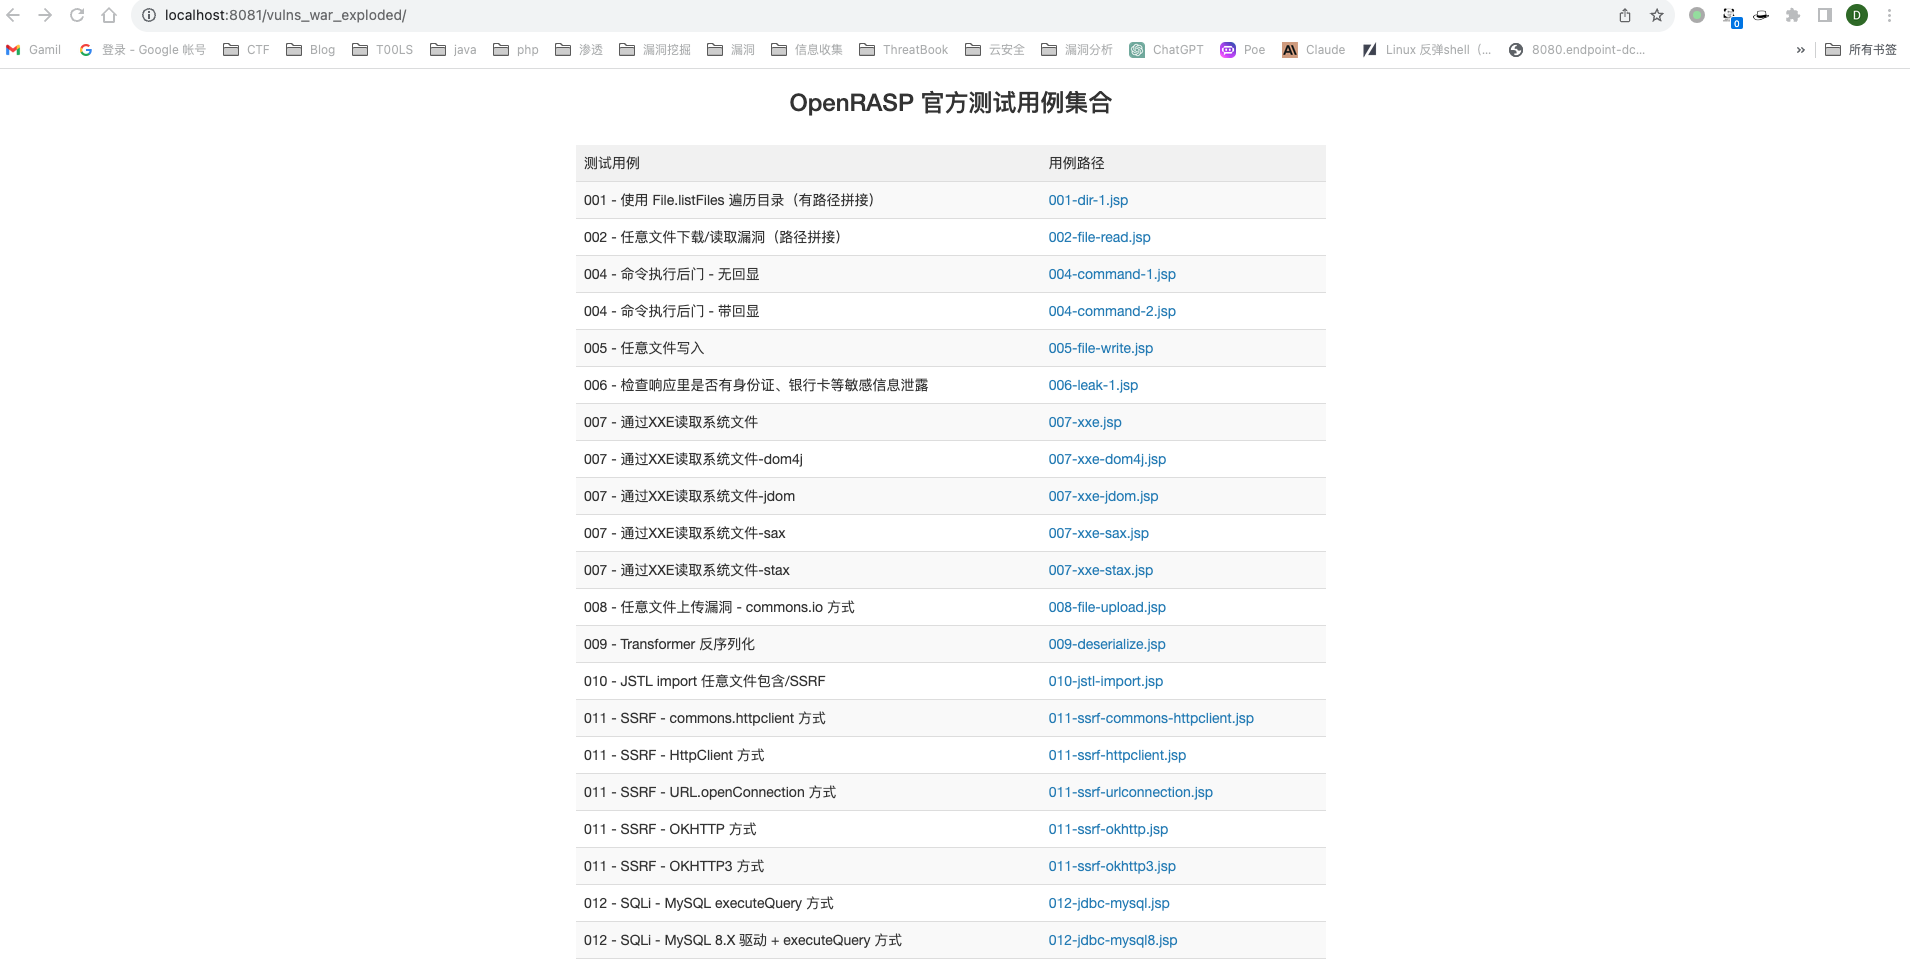 localhost:8081/vulns_war_exploded/
0
D
Gamil 登录 - Google 帐号 CTF Blog T00LS java php 渗透 漏洞挖掘 漏洞 信息收集 ThreatBook 云安全 漏洞分析 ChatGPT Poe Claude Linux 反弹shell（... 8080.endpoint-dc... » 所有书签
OpenRASP 官方测试用例集合
测试用例 用例路径
001 - 使用 File.listFiles 遍历目录（有路径拼接） 001-dir-1.jsp
002 - 任意文件下载/读取漏洞（路径拼接） 002-file-read.jsp
004 - 命令执行后门 - 无回显 004-command-1.jsp
004 - 命令执行后门 - 带回显 004-command-2.jsp
005 - 任意文件写入 005-file-write.jsp
006 - 检查响应里是否有身份证、银行卡等敏感信息泄露 006-leak-1.jsp
007 - 通过XXE读取系统文件 007-xxe.jsp
007 - 通过XXE读取系统文件-dom4j 007-xxe-dom4j.jsp
007 - 通过XXE读取系统文件-jdom 007-xxe-jdom.jsp
007 - 通过XXE读取系统文件-sax 007-xxe-sax.jsp
007 - 通过XXE读取系统文件-stax 007-xxe-stax.jsp
008 - 任意文件上传漏洞 - commons.io 方式 008-file-upload.jsp
009 - Transformer 反序列化 009-deserialize.jsp
010 - JSTL import 任意文件包含/SSRF 010-jstl-import.jsp
011 - SSRF - commons.httpclient 方式 011-ssrf-commons-httpclient.jsp
011 - SSRF - HttpClient 方式 011-ssrf-httpclient.jsp
011 - SSRF - URL.openConnection 方式 011-ssrf-urlconnection.jsp
011 - SSRF - OKHTTP 方式 011-ssrf-okhttp.jsp
011 - SSRF - OKHTTP3 方式 011-ssrf-okhttp3.jsp
012 - SQLi - MySQL executeQuery 方式 012-jdbc-mysql.jsp
012 - SQLi - MySQL 8.X 驱动 + executeQuery 方式 012-jdbc-mysql8.jsp